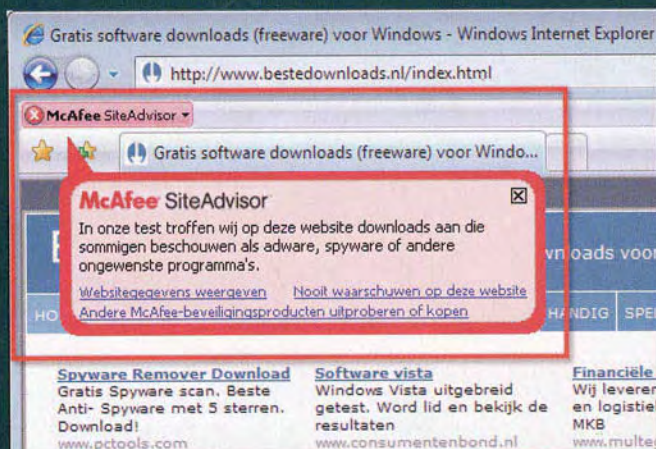 Gratis software downloads (freeware) voor Windows - Windows Internet Explorer
http://www.bestedownloads.nl/index.html
McAfee SiteAdvisor
Gratis software downloads (freeware) voor Windo...
McAfee SiteAdvisor
In onze test troffen wij op deze website downloads aan die
sommigen beschouwen als adware, spyware of andere
ongewenste programma's.
Websitegegevens weergeven Nooit waarschuwen op deze website
Andere McAfee-beveiligingsproducten uitproberen of kopen
voor
HANDIG SPE
Spyware Remover Download
Gratis Spyware scan. Beste
Anti- Spyware met 5 sterren.
Download!
www.pctools.com
Software vista
Windows Vista uitgebreid
getest. Word lid en bekijk de
resultaten
www.consumentenbond.nl
Financiële
Wij leveren
en logistiek
MKB
www.multe